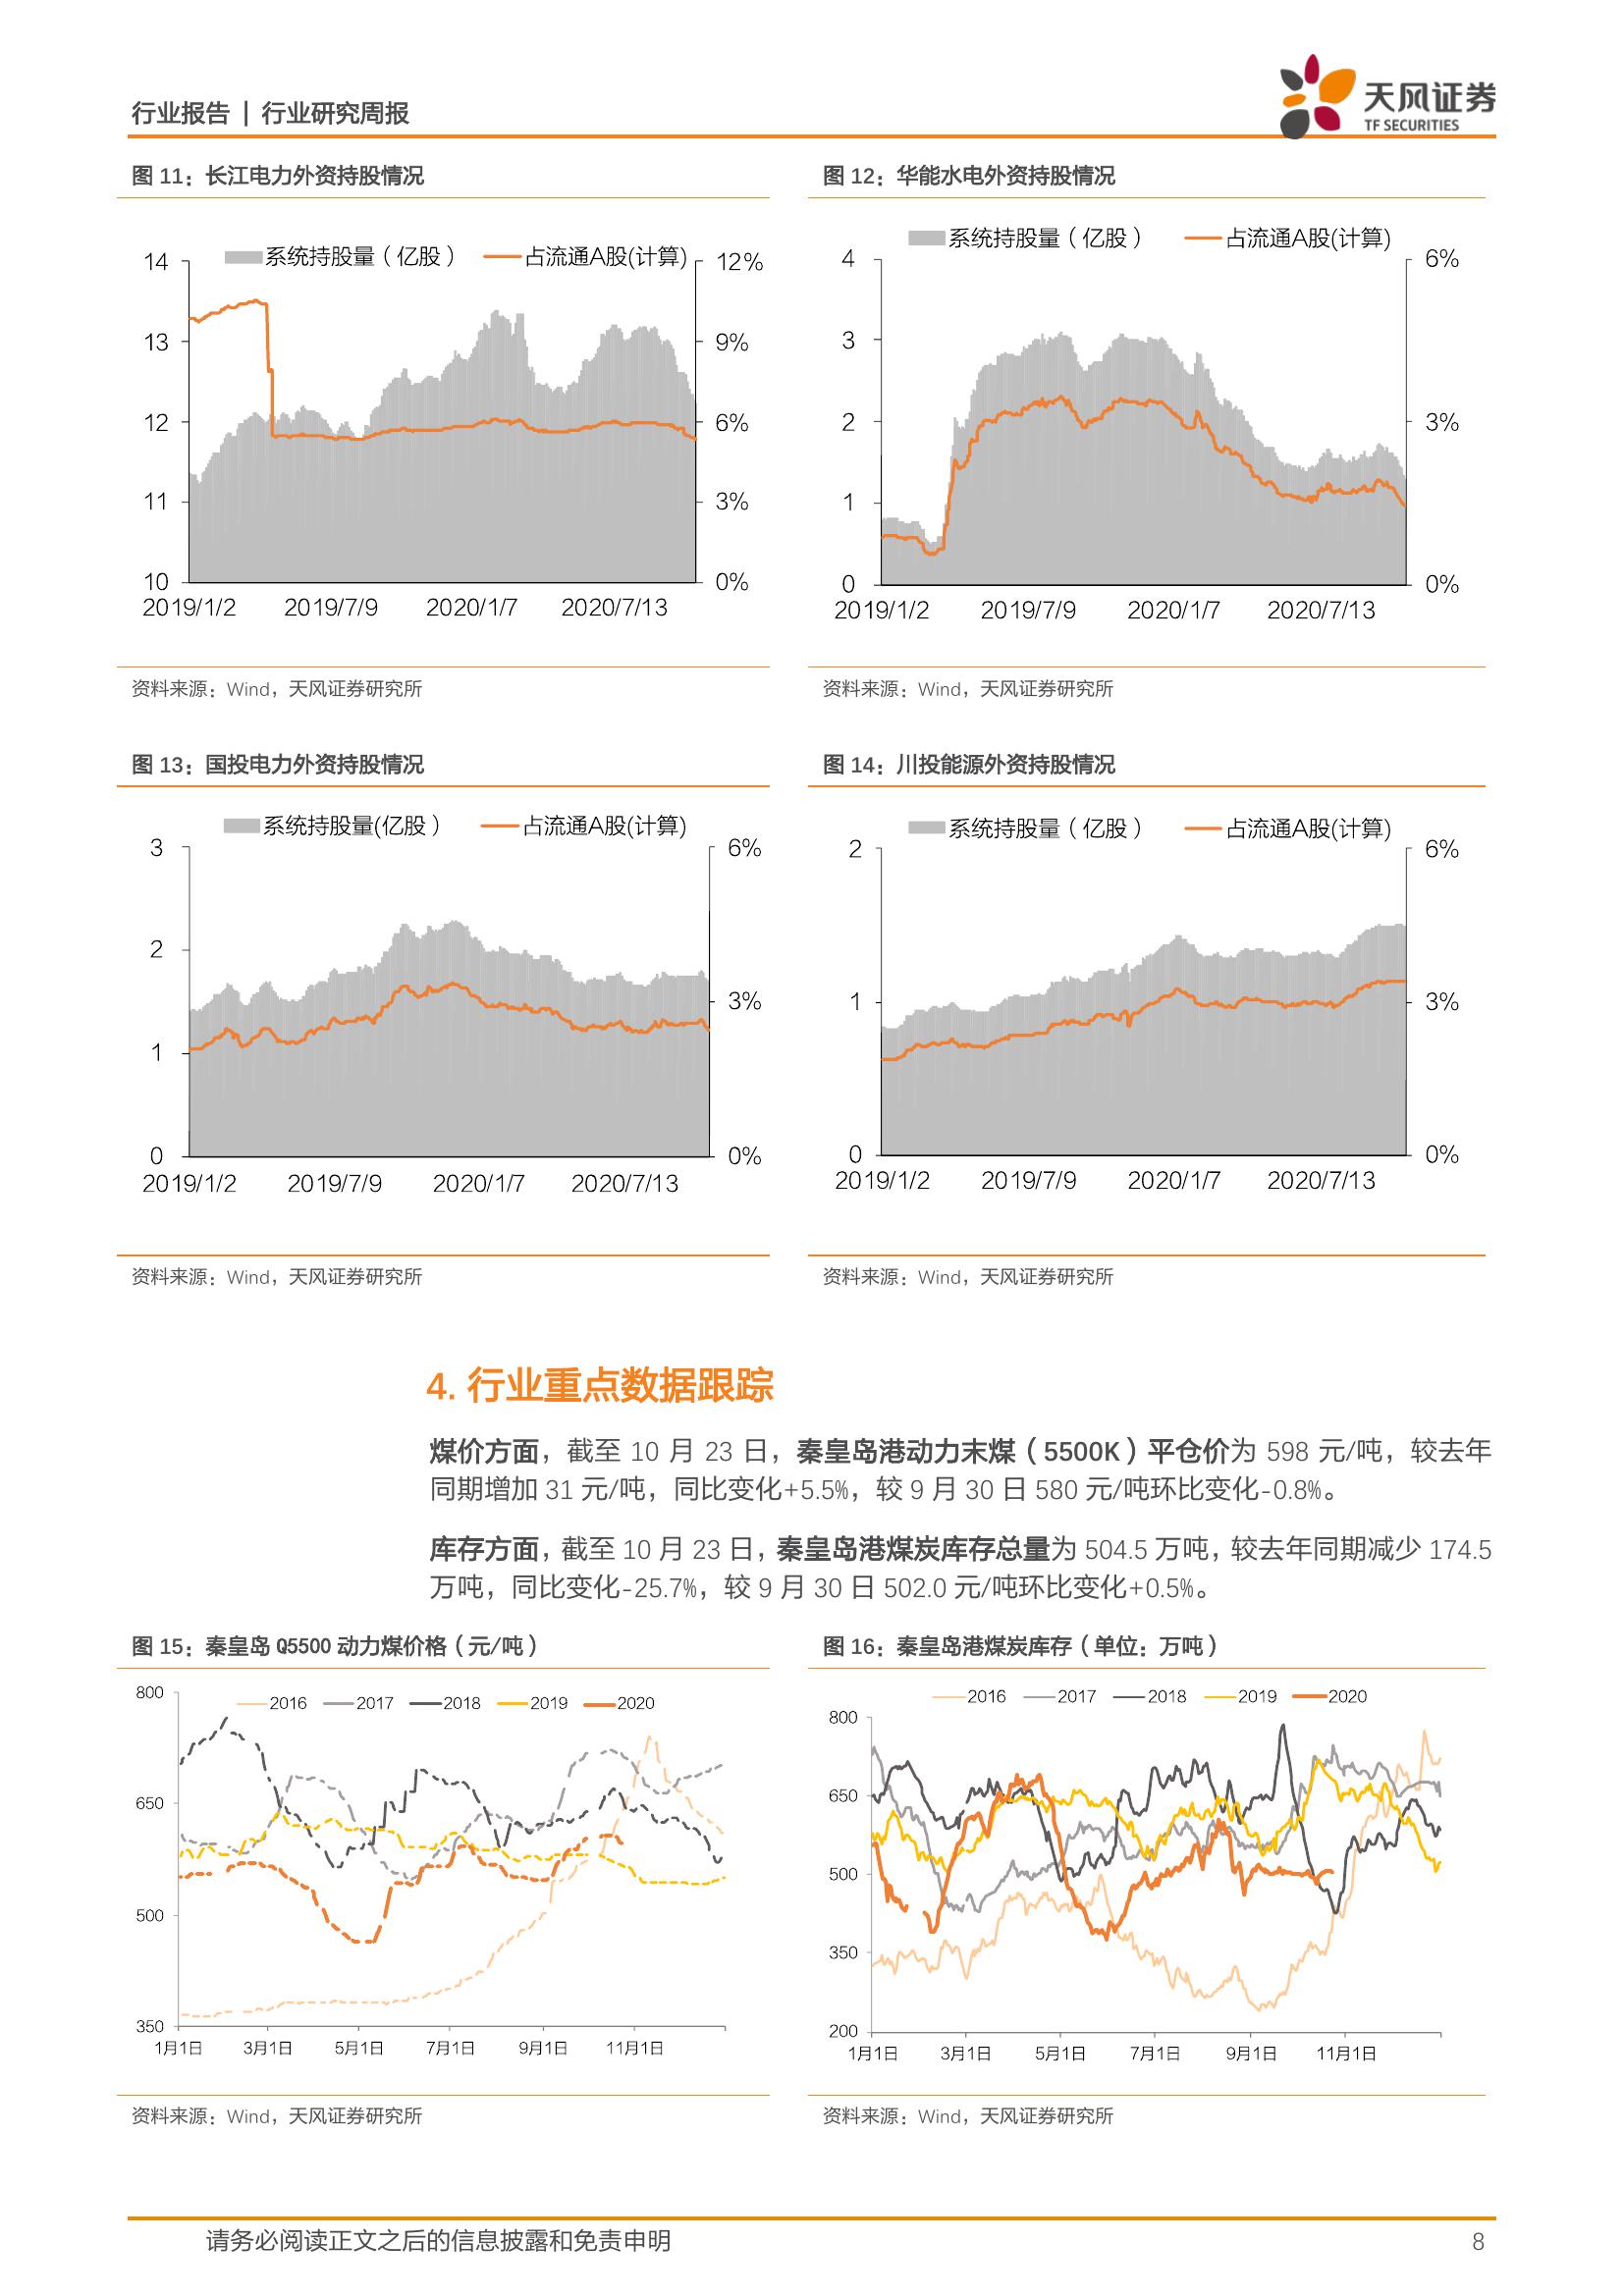 行业报告 | 行业研究周报
天风证券
TF SECURITIES
图 11：长江电力外资持股情况
系统持股量（亿股） 占流通A股(计算)
14
13
12
11
10
12%
9%
6%
3%
0%
2019/1/2 2019/7/9 2020/1/7 2020/7/13
资料来源：Wind，天风证券研究所
图 12：华能水电外资持股情况
系统持股量（亿股） 占流通A股(计算)
4
3
2
1
0
6%
3%
0%
2019/1/2 2019/7/9 2020/1/7 2020/7/13
资料来源：Wind，天风证券研究所
图 13：国投电力外资持股情况
系统持股量(亿股） 占流通A股(计算)
3
2
1
0
6%
3%
0%
2019/1/2 2019/7/9 2020/1/7 2020/7/13
资料来源：Wind，天风证券研究所
图 14：川投能源外资持股情况
系统持股量（亿股） 占流通A股(计算)
2
1
0
6%
3%
0%
2019/1/2 2019/7/9 2020/1/7 2020/7/13
资料来源：Wind，天风证券研究所
4. 行业重点数据跟踪
煤价方面，截至 10 月 23 日，秦皇岛港动力末煤（5500K）平仓价为 598 元/吨，较去年
同期增加 31 元/吨，同比变化+5.5%，较 9 月 30 日 580 元/吨环比变化-0.8%。
库存方面，截至 10 月 23 日，秦皇岛港煤炭库存总量为 504.5 万吨，较去年同期减少 174.5
万吨，同比变化-25.7%，较 9 月 30 日 502.0 元/吨环比变化+0.5%。
图 15：秦皇岛 Q5500 动力煤价格（元/吨）
2016 2017 2018 2019 2020
800
650
500
350
1月1日 3月1日 5月1日 7月1日 9月1日 11月1日
资料来源：Wind，天风证券研究所
图 16：秦皇岛港煤炭库存（单位：万吨）
2016 2017 2018 2019 2020
800
650
500
350
200
1月1日 3月1日 5月1日 7月1日 9月1日 11月1日
资料来源：Wind，天风证券研究所
请务必阅读正文之后的信息披露和免责申明
8